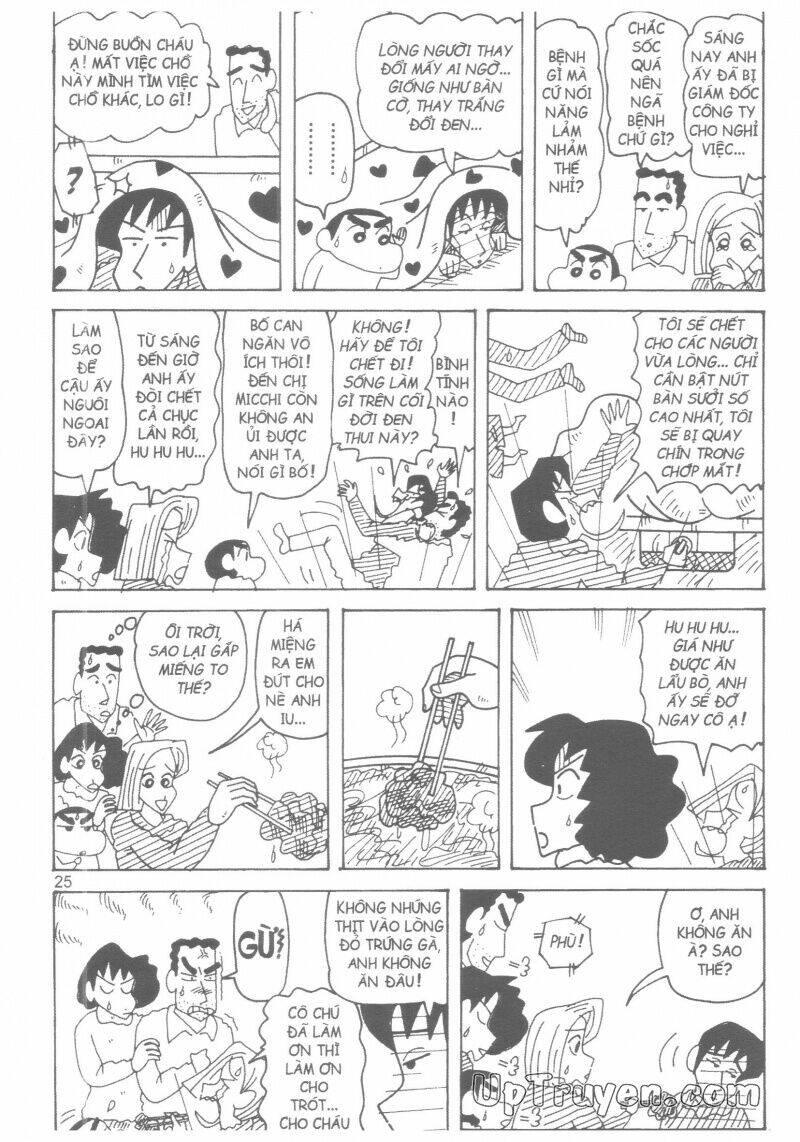 SÁNG
NAY ANH
ẤY ĐÃ BỊ
GIÁM ĐỐC
CÔNG TY
CHO NGHỈ
VIỆC...
CHẮC
SỐC
QUÁ
NÊN
NGÃ
BỆNH
CHỨ GÌ?
BỆNH
GÌ MÀ
CỨ NÓI
NĂNG
LẢM
NHẢM
THẾ
NHỈ?
LÒNG NGƯỜI THAY
ĐỔI MẤY AI NGỜ...
GIỐNG NHƯ BÀN
CỜ, THAY TRẮNG
ĐỔI ĐEN...
ĐỪNG BUỒN CHÁU
Ạ! MẤT VIỆC CHỖ
NÀY MÌNH TÌM VIỆC
CHỖ KHÁC, LO GÌ!
?
TÔI SẼ CHẾT
CHO CÁC NGƯỜI
VỪA LÒNG... CHỈ
CẦN BẬT NÚT
BÀN SƯỞI SỐ
CAO NHẤT, TÔI
SẼ BỊ QUAY
CHÍN TRONG
CHỚP MẮT!
BÌNH
TĨNH
NÀO
!
KHÔNG!
HÃY ĐỂ TÔI
CHẾT ĐI!
SỐNG LÀM
GÌ TRÊN CÕI
ĐỜI ĐEN
THUI NÀY?
BỐ CAN
NGĂN VÔ
ÍCH THÔI!
ĐẾN CHỊ
MICCHI CÒN
KHÔNG AN
ỦI ĐƯỢC
ANH TA,
NÓI GÌ BỐ!
TỪ SÁNG
ĐẾN GIỜ
ANH ẤY
ĐÒI CHẾT
CẢ CHỤC
LẦN RỒI,
HU HU HU...
LÀM
SAO
ĐỂ
CẬU ẤY
NGUÔI
NGOAI
ĐÂY?
HU HU HU...
GIÁ NHƯ
ĐƯỢC ĂN
LẨU BÒ, ANH
ẤY SẼ ĐỠ
NGAY CÔ Ạ!
HÁ
MIỆNG
RA EM
ĐÚT CHO
NÈ ANH
IU...
ÔI TRỜI,
SAO LẠI GẮP
MIẾNG TO
THẾ?
25
Ơ, ANH
KHÔNG ĂN
À? SAO
THẾ?
PHÙ!
KHÔNG NHÚNG
THỊT VÀO LÒNG
ĐỎ TRỨNG GÀ,
ANH KHÔNG
ĂN ĐÂU!
GỪ
CÔ CHÚ
ĐÃ LÀM
ƠN THÌ
LÀM ƠN
CHO
TRÓT...
CHO CHÁU
UpTruyen.com